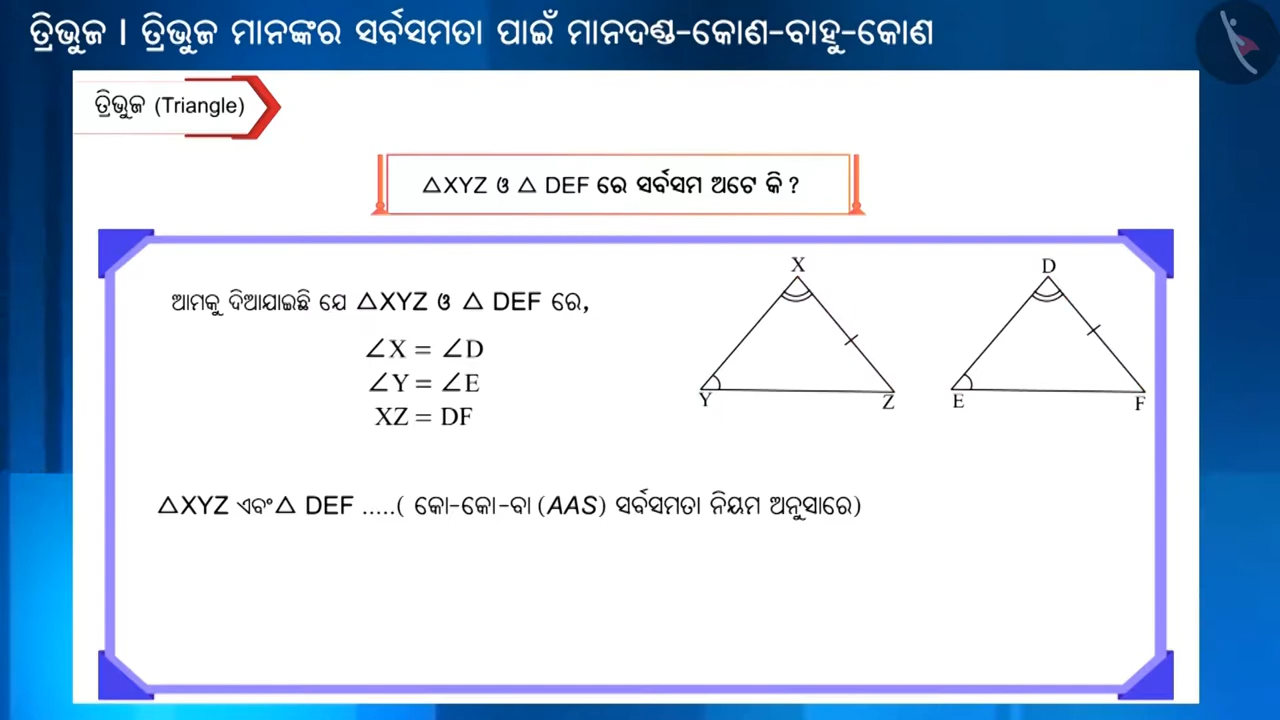 ତ୍ରିଭୁଜ । ତ୍ରିଭୁଜ ମାନଙ୍କର ସର୍ବସମତା ପାଇଁ ମାନଦଣ୍ଡ-କୋଣ-ବାହୁ-କୋଣ
ତ୍ରିଭୁଜ (Triangle)
△XYZ ଓ △ DEF ରେ ସର୍ବସମ ଅଟେ କି ?
ଆମକୁ ଦିଆଯାଇଛି ଯେ △XYZ ଓ △ DEF ରେ,
∠X = ∠D
∠Y = ∠E
XZ = DF
X
Y
Z
D
E
F
△XYZ ଏବଂ△ DEF .....( କୋ-କୋ-ବା (AAS) ସର୍ବସମତା ନିୟମ ଅନୁସାରେ)